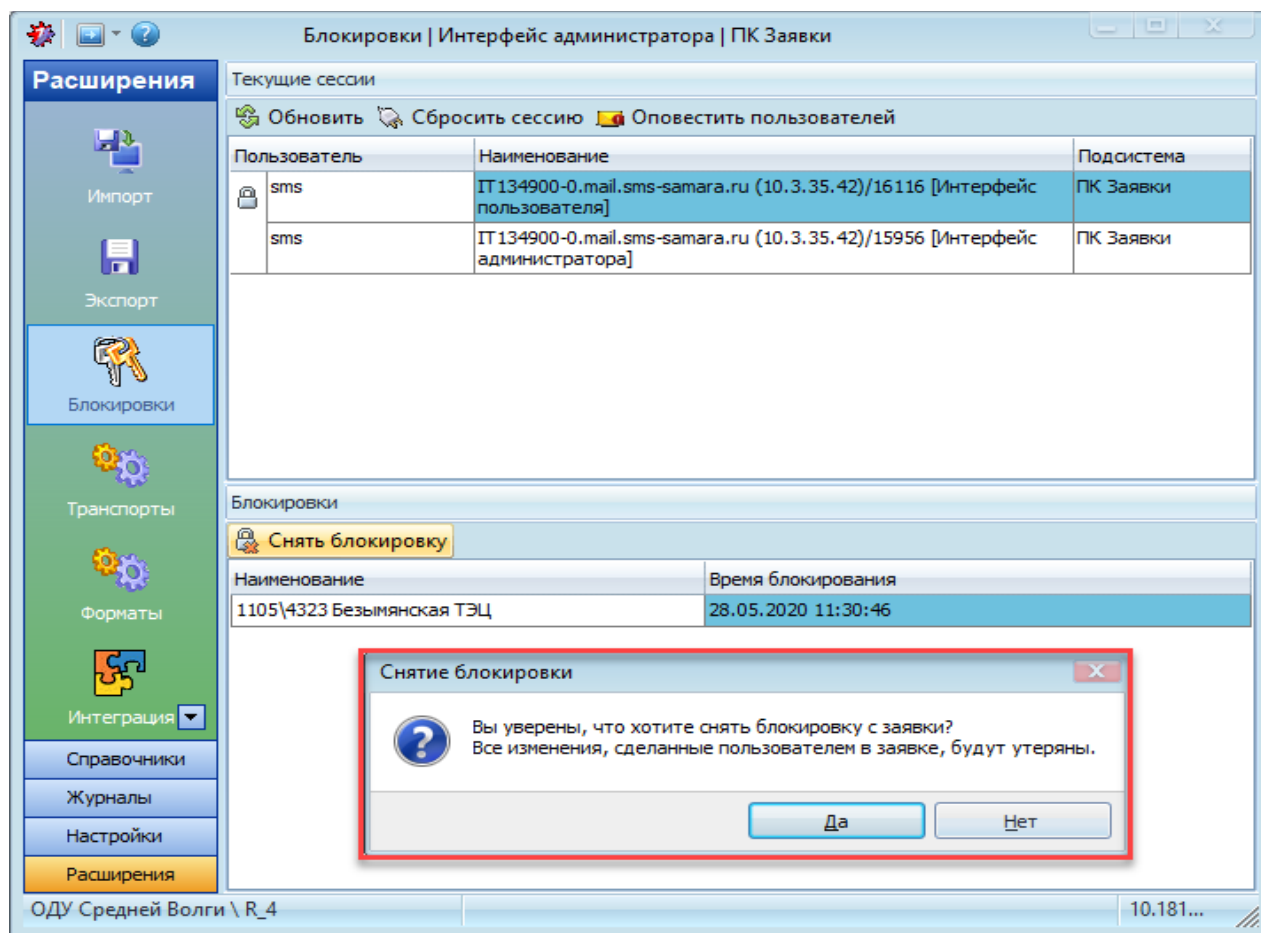 Блокировки | Интерфейс администратора | ПК Заявки
Расширения
Импорт
Экспорт
Блокировки
Транспорты
Форматы
Интеграция
Справочники
Журналы
Настройки
Расширения
Текущие сессии
Обновить Сбросить сессию Оповестить пользователей
Пользователь Наименование Подсистема
sms IT134900-0.mail.sms-samara.ru (10.3.35.42)/16116 [Интерфейс ПК Заявки
пользователя]
sms IT134900-0.mail.sms-samara.ru (10.3.35.42)/15956 [Интерфейс ПК Заявки
администратора]
Блокировки
Снять блокировку
Наименование Время блокирования
1105\4323 Безымянская ТЭЦ 28.05.2020 11:30:46
Снятие блокировки
Вы уверены, что хотите снять блокировку с заявки?
Все изменения, сделанные пользователем в заявке, будут утеряны.
Да Нет
ОДУ Средней Волги \ R_4 10.181...